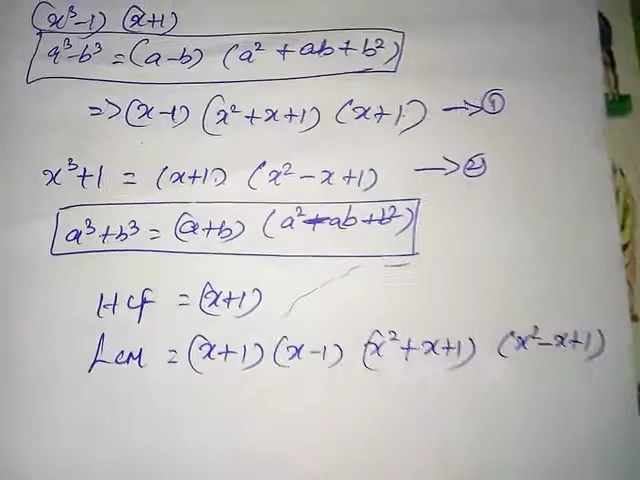 (x³-1) (x+1)
a³-b³ = (a-b) (a² + ab + b²)
=> (x-1) (x²+x+1) (x+1) → ①
x³+1 = (x+1) (x²-x+1) → ②
a³+b³ = (a+b) (a²-ab+b²)
HCF = (x+1)
LCM = (x+1) (x-1) (x²+x+1) (x²-x+1)